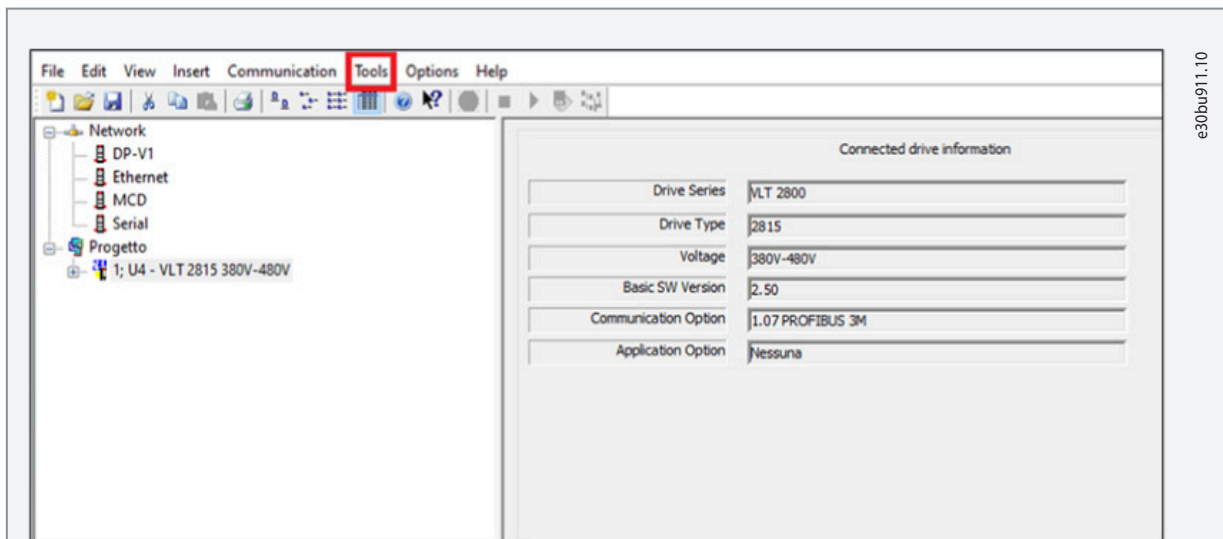 File Edit View Insert Communication Tools Options Help
Network
DP-V1
Ethernet
MCD
Serial
Progetto
1; U4 - VLT 2815 380V-480V
Connected drive information
Drive Series VLT 2800
Drive Type 2815
Voltage 380V-480V
Basic SW Version 2.50
Communication Option 1.07 PROFIBUS 3M
Application Option Nessuna
e30bu911.10